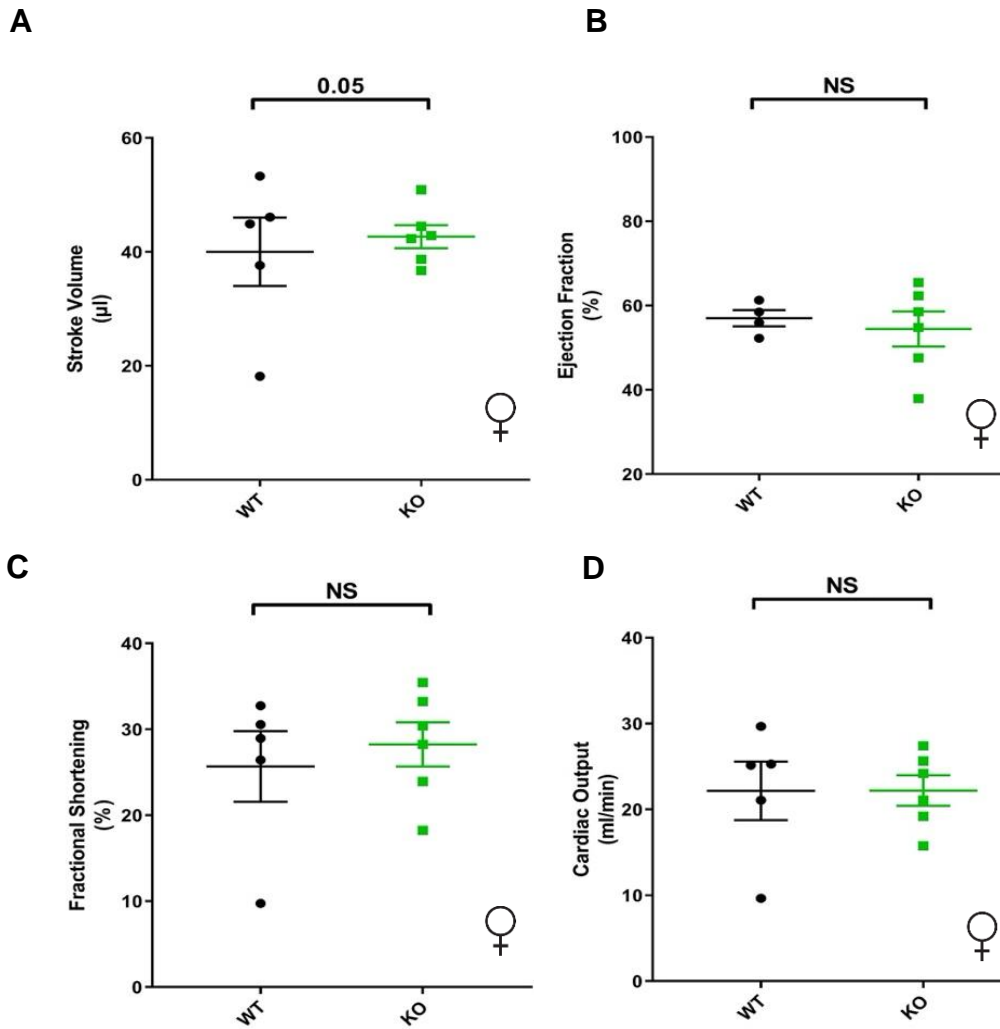 A
0.05
60
40
20
0
Stroke Volume
(µl)
WT
KO
B
NS
100
80
60
40
20
Ejection Fraction
(%)
WT
KO
C
NS
40
30
20
10
0
Fractional Shortening
(%)
WT
KO
D
NS
40
30
20
10
0
Cardiac Output
(ml/min)
WT
KO